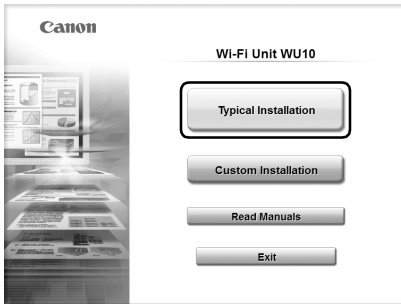 Canon
Wi-Fi Unit WU10
Typical Installation
Custom Installation
Read Manuals
Exit